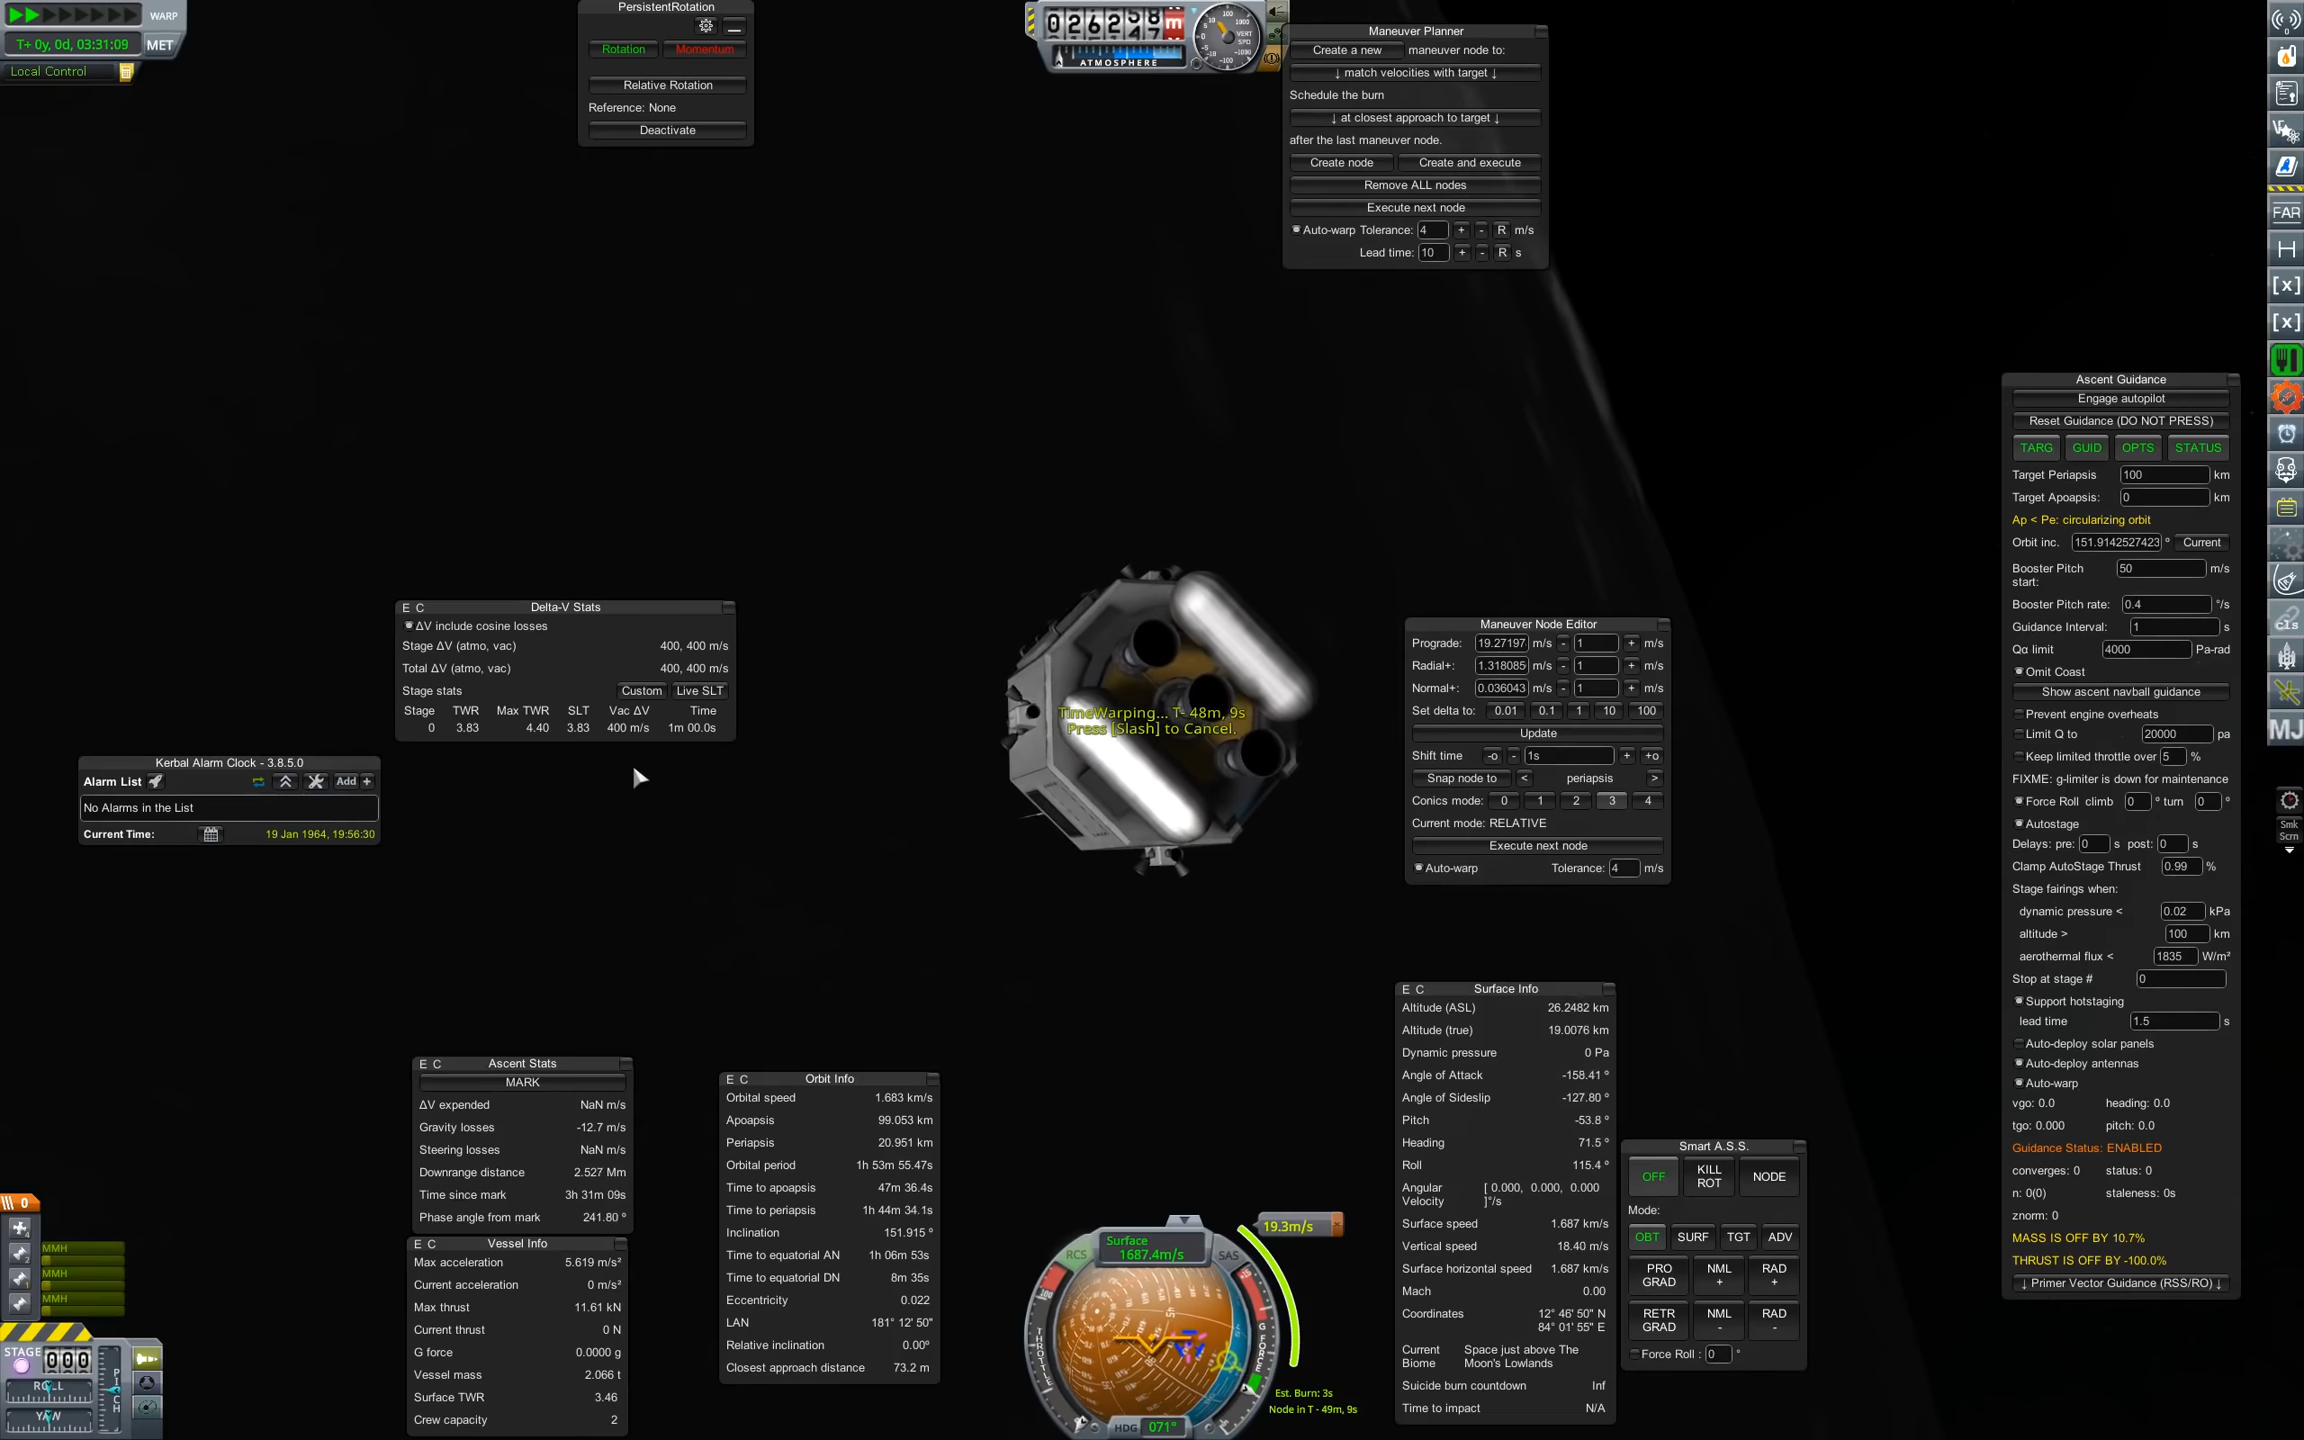 WARP
T+ 0y, 0d, 03:31:09 MET
Local Control
PersistentRotation
Rotation Momentum
Relative Rotation
Reference: None
Deactivate
m
ATMOSPHERE
VERT SPD
Maneuver Planner
Create a new maneuver node to:
↓ match velocities with target ↓
Schedule the burn
↓ at closest approach to target ↓
after the last maneuver node.
Create node Create and execute
Remove ALL nodes
Execute next node
Auto-warp Tolerance: 4 + - R m/s
Lead time: 10 + - R s
FAR
H
[x]
[x]
cls
MJ
Smk
Scrn
Ascent Guidance
Engage autopilot
Reset Guidance (DO NOT PRESS)
TARG GUID OPTS STATUS
Target Periapsis 100 km
Target Apoapsis: 0 km
Ap < Pe: circularizing orbit
Orbit inc. 151.9142527423 º Current
Booster Pitch start: 50 m/s
Booster Pitch rate: 0.4 °/s
Guidance Interval: 1 s
Qα limit 4000 Pa-rad
Omit Coast
Show ascent navball guidance
Prevent engine overheats
Limit Q to 20000 pa
Keep limited throttle over 5 %
FIXME: g-limiter is down for maintenance
Force Roll climb 0 º turn 0 º
Autostage
Delays: pre: 0 s post: 0 s
Clamp AutoStage Thrust 0.99 %
Stage fairings when:
dynamic pressure < 0.02 kPa
altitude > 100 km
aerothermal flux < 1835 W/m²
Stop at stage # 0
Support hotstaging
lead time 1.5 s
Auto-deploy solar panels
Auto-deploy antennas
Auto-warp
vgo: 0.0 heading: 0.0
tgo: 0.000 pitch: 0.0
Guidance Status: ENABLED
converges: 0 status: 0
n: 0(0) staleness: 0s
znorm: 0
MASS IS OFF BY 10.7%
THRUST IS OFF BY -100.0%
↓ Primer Vector Guidance (RSS/RO) ↓
E C Delta-V Stats
ΔV include cosine losses
Stage ΔV (atmo, vac) 400, 400 m/s
Total ΔV (atmo, vac) 400, 400 m/s
Stage stats Custom Live SLT
Stage TWR Max TWR SLT Vac ΔV Time
0 3.83 4.40 3.83 400 m/s 1m 00.0s
TimeWarping... T- 48m, 9s
Press [Slash] to Cancel.
Maneuver Node Editor
Prograde: 19.27197 m/s - 1 + m/s
Radial+: 1.318085 m/s - 1 + m/s
Normal+: 0.036043 m/s - 1 + m/s
Set delta to: 0.01 0.1 1 10 100
Update
Shift time -o - 1s + +o
Snap node to < periapsis >
Conics mode: 0 1 2 3 4
Current mode: RELATIVE
Execute next node
Auto-warp Tolerance: 4 m/s
Kerbal Alarm Clock - 3.8.5.0
Alarm List Add +
No Alarms in the List
Current Time: 19 Jan 1964, 19:56:30
E C Ascent Stats
MARK
ΔV expended NaN m/s
Gravity losses -12.7 m/s
Steering losses NaN m/s
Downrange distance 2.527 Mm
Time since mark 3h 31m 09s
Phase angle from mark 241.80 º
E C Vessel Info
Max acceleration 5.619 m/s²
Current acceleration 0 m/s²
Max thrust 11.61 kN
Current thrust 0 N
G force 0.0000 g
Vessel mass 2.066 t
Surface TWR 3.46
Crew capacity 2
E C Orbit Info
Orbital speed 1.683 km/s
Apoapsis 99.053 km
Periapsis 20.951 km
Orbital period 1h 53m 55.47s
Time to apoapsis 47m 36.4s
Time to periapsis 1h 44m 34.1s
Inclination 151.915 º
Time to equatorial AN 1h 06m 53s
Time to equatorial DN 8m 35s
Eccentricity 0.022
LAN 181° 12' 50"
Relative inclination 0.00º
Closest approach distance 73.2 m
E C Surface Info
Altitude (ASL) 26.2482 km
Altitude (true) 19.0076 km
Dynamic pressure 0 Pa
Angle of Attack -158.41 º
Angle of Sideslip -127.80 º
Pitch -53.8 º
Heading 71.5 º
Roll 115.4 º
Angular Velocity [ 0.000, 0.000, 0.000 ]°/s
Surface speed 1.687 km/s
Vertical speed 18.40 m/s
Surface horizontal speed 1.687 km/s
Mach 0.00
Coordinates 12° 46' 50" N
84° 01' 55" E
Current Biome Space just above The Moon's Lowlands
Suicide burn countdown Inf
Time to impact N/A
Smart A.S.S.
OFF KILL ROT NODE
Mode:
OBT SURF TGT ADV
PRO GRAD NML + RAD +
RETR GRAD NML - RAD -
Force Roll : 0 °
19.3m/s
RCS Surface SAS
1687.4m/s
THROTTLE
G FORCE
HDG 071°
Est. Burn: 3s
Node in T - 49m, 9s
0
MMH
MMH
MMH
STAGE 000
ROLL
YAW
PITCH